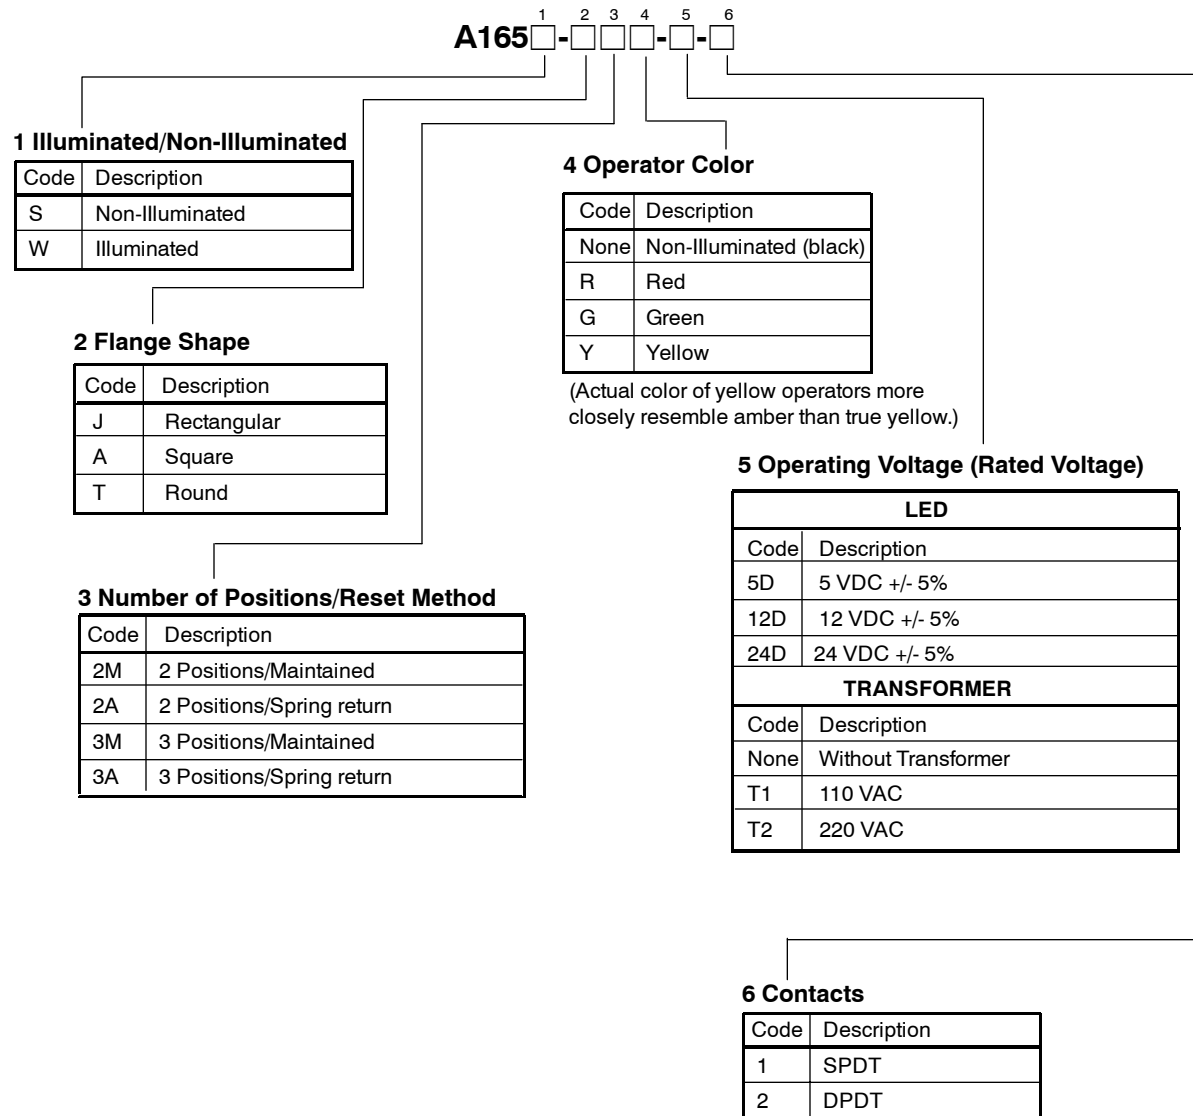 1 2 3 4 5 6
A165□-□□□-□-□
1 Illuminated/Non-Illuminated
Code Description
S Non-Illuminated
W Illuminated
2 Flange Shape
Code Description
J Rectangular
A Square
T Round
3 Number of Positions/Reset Method
Code Description
2M 2 Positions/Maintained
2A 2 Positions/Spring return
3M 3 Positions/Maintained
3A 3 Positions/Spring return
4 Operator Color
Code Description
None Non-Illuminated (black)
R Red
G Green
Y Yellow
(Actual color of yellow operators more
closely resemble amber than true yellow.)
5 Operating Voltage (Rated Voltage)
LED
Code Description
5D 5 VDC +/- 5%
12D 12 VDC +/- 5%
24D 24 VDC +/- 5%
TRANSFORMER
Code Description
None Without Transformer
T1 110 VAC
T2 220 VAC
6 Contacts
Code Description
1 SPDT
2 DPDT